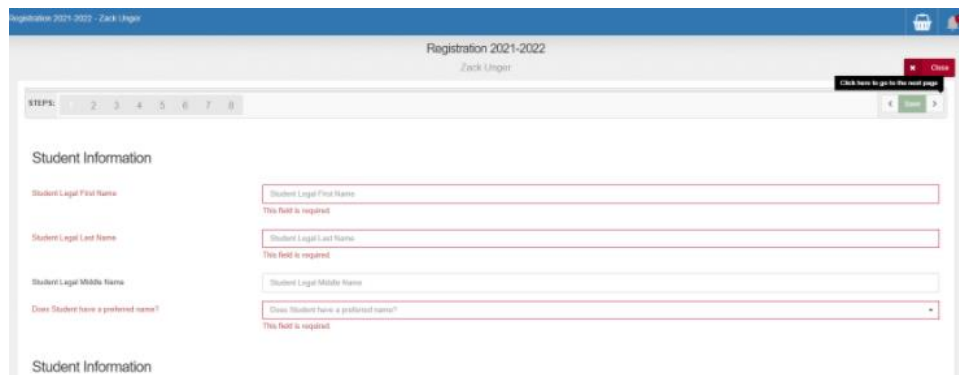 Registration 2021-2022 - Zack Unger
Registration 2021-2022
Zack Unger
× Close
Click here to go to the next page
STEPS: 1 2 3 4 5 6 7 8
< Save >
Student Information
Student Legal First Name
Student Legal First Name
This field is required.
Student Legal Last Name
Student Legal Last Name
This field is required.
Student Legal Middle Name
Student Legal Middle Name
Does Student have a preferred name?
Does Student have a preferred name?
This field is required.
Student Information